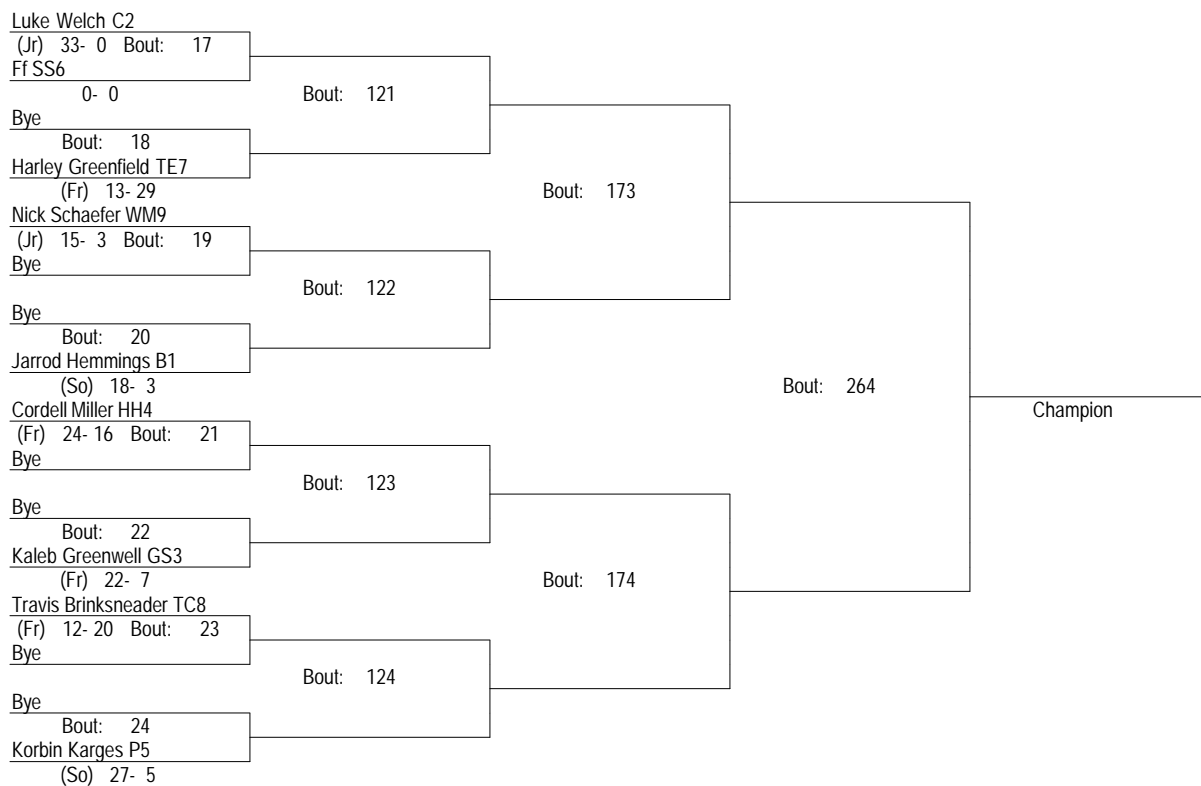 Luke Welch C2
(Jr) 33- 0 Bout: 17
Ff SS6
0- 0
Bout: 121
Bye
Bout: 18
Harley Greenfield TE7
(Fr) 13- 29
Bout: 173
Nick Schaefer WM9
(Jr) 15- 3 Bout: 19
Bye
Bout: 122
Bye
Bout: 20
Jarrod Hemmings B1
(So) 18- 3
Bout: 264
Cordell Miller HH4
Champion
(Fr) 24- 16 Bout: 21
Bye
Bout: 123
Bye
Bout: 22
Kaleb Greenwell GS3
(Fr) 22- 7
Bout: 174
Travis Brinksneader TC8
(Fr) 12- 20 Bout: 23
Bye
Bout: 124
Bye
Bout: 24
Korbin Karges P5
(So) 27- 5